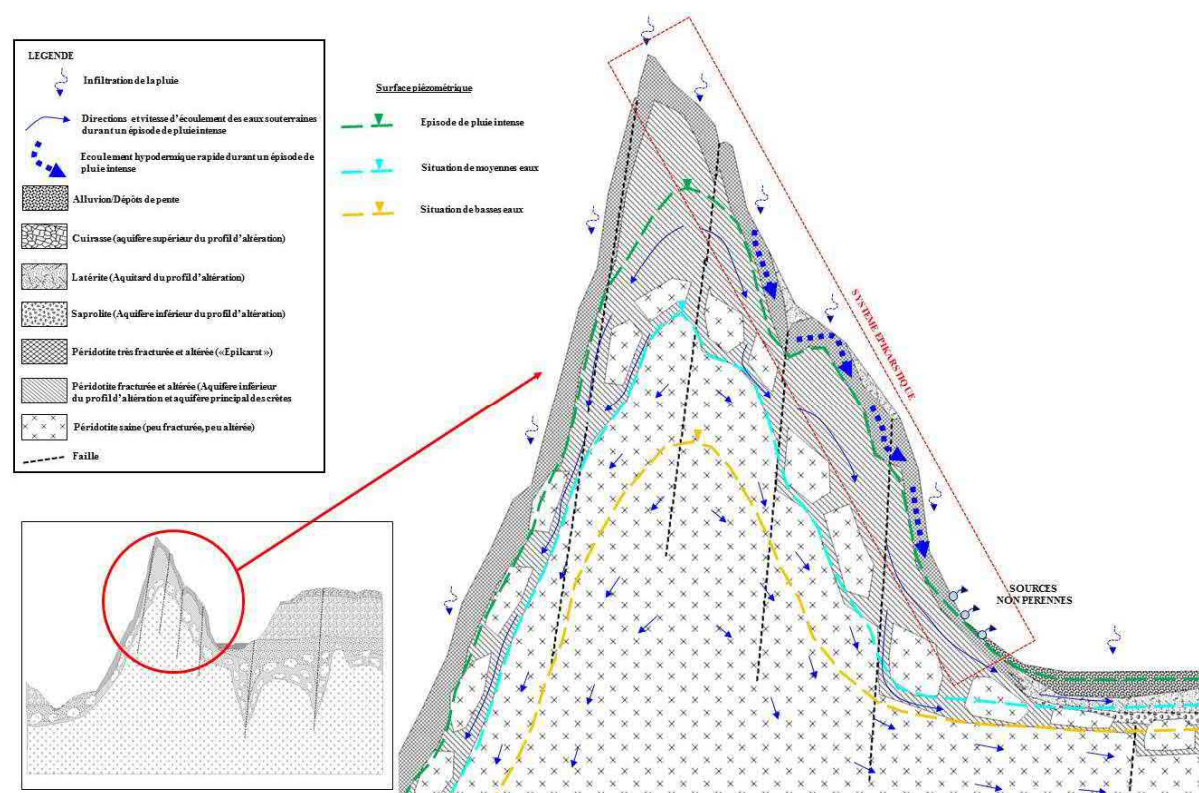 LEGENDE
Infiltration de la pluie
Directions et vitesse d'écoulement des eaux souterraines
durant un épisode de pluie intense
Ecoulement hypodermique rapide durant un épisode de
pluie intense
Alluvion/Dépôts de pente
Cuirasse (aquifère supérieur du profil d'altération)
Latérite (Aquitard du profil d'altération)
Saprolite (Aquifère inférieur du profil d'altération)
Péridotite très fracturée et altérée (« Epikarst »)
Péridotite fracturée et altérée (Aquifère inférieur
du profil d'altération et aquifère principal des crêtes
Péridotite saine (peu fracturée, peu altérée)
Faille
Surface piézométrique
Episode de pluie intense
Situation de moyennes eaux
Situation de basses eaux
SYSTEME EPIKARSTIQUE
SOURCES
NON PERENNES